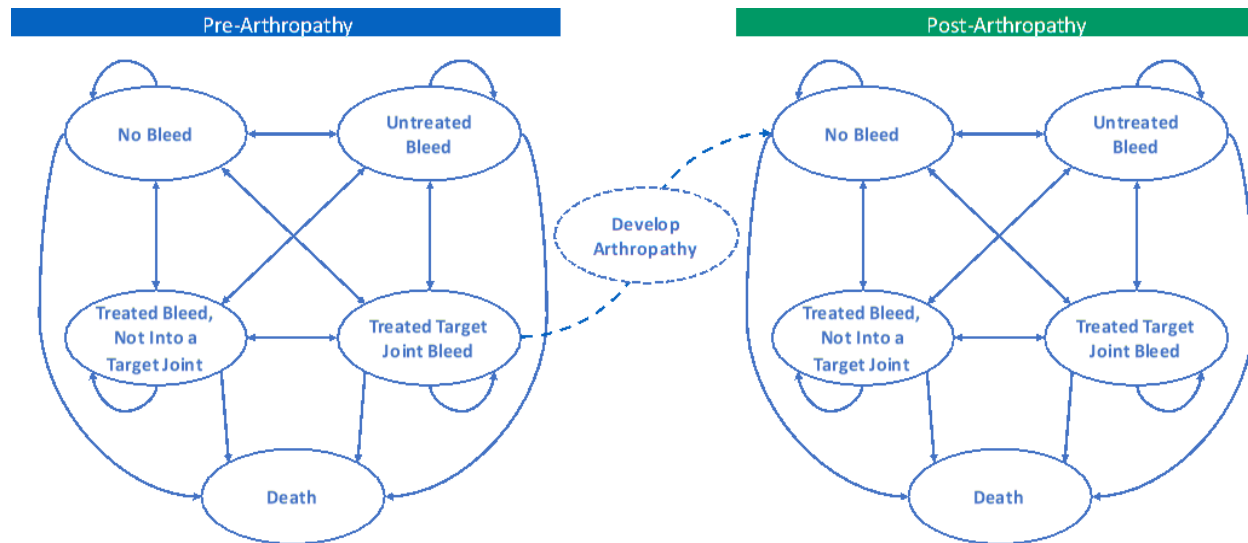 Pre-Arthropathy
Post-Arthropathy
No Bleed
Untreated
Bleed
Treated Bleed,
Not Into a
Target Joint
Treated Target
Joint Bleed
Death
Develop
Arthropathy
No Bleed
Untreated
Bleed
Treated Bleed,
Not Into a
Target Joint
Treated Target
Joint Bleed
Death